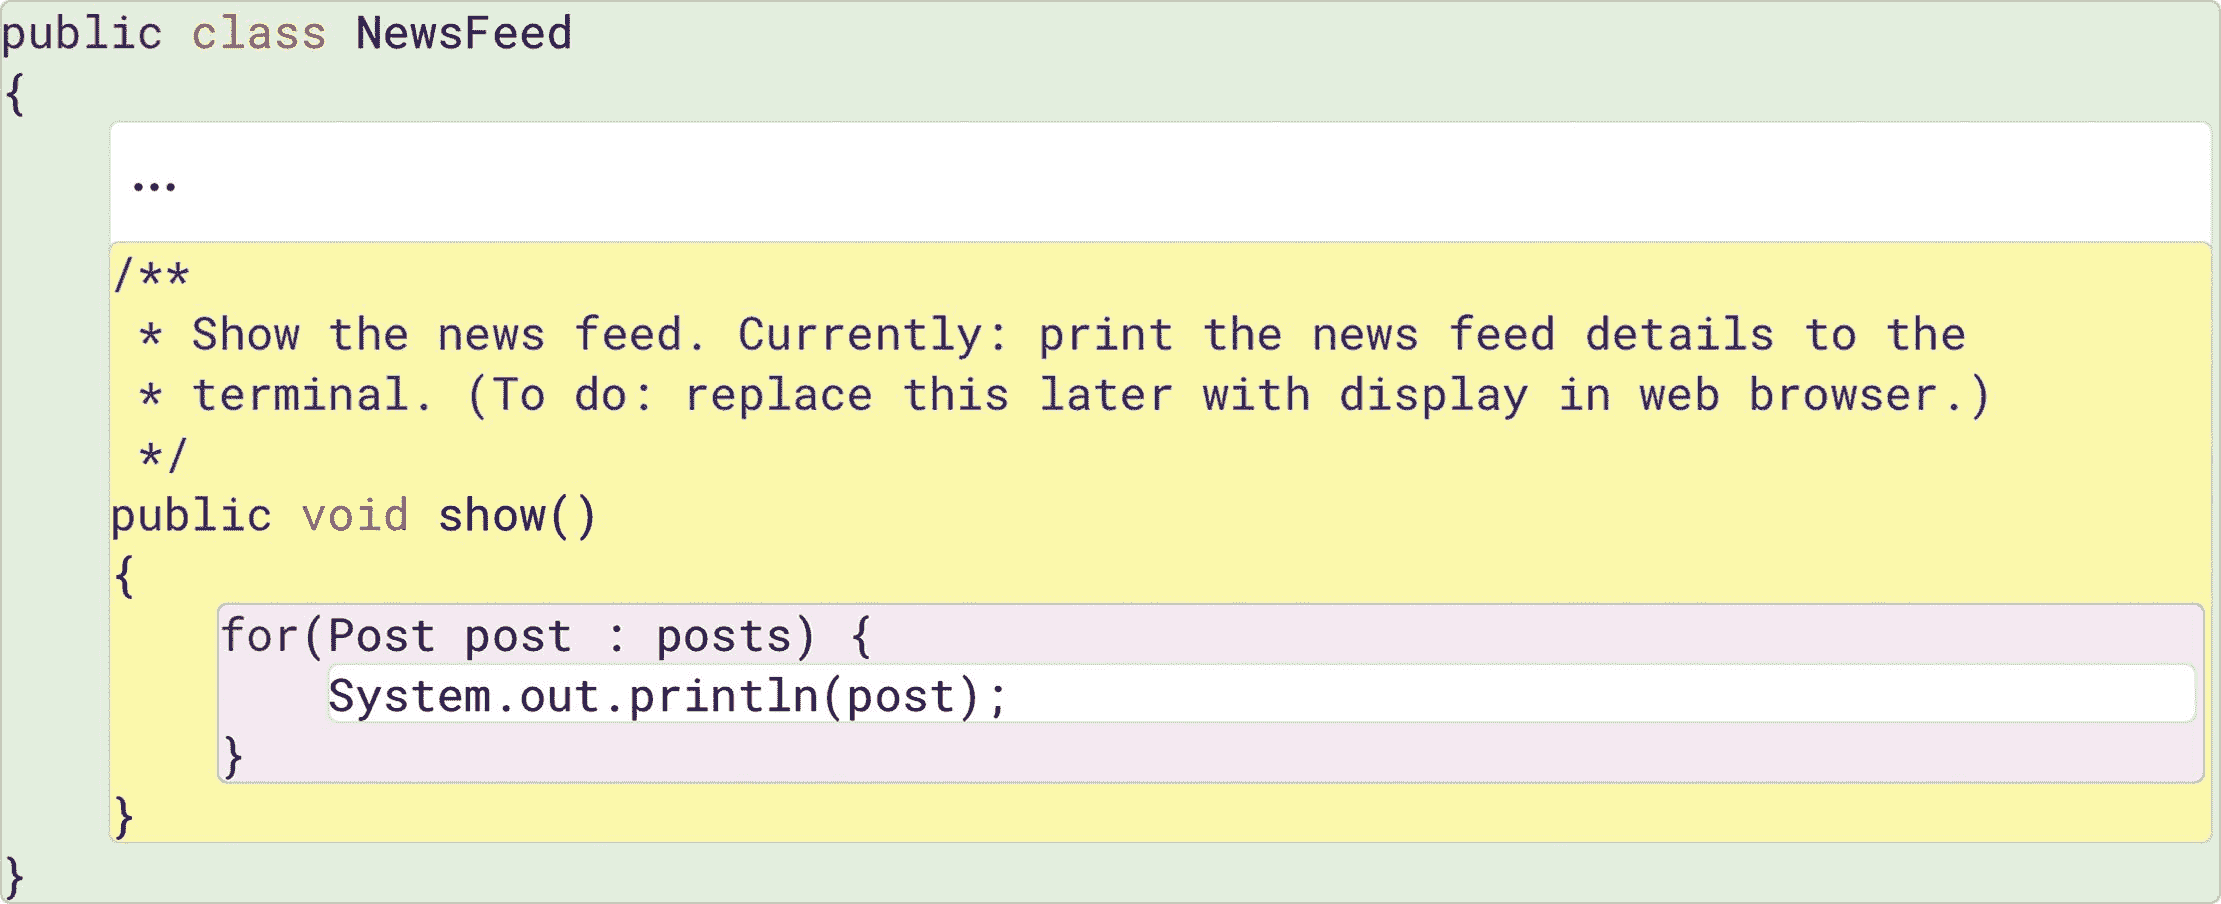 public class NewsFeed
{
...
/**
* Show the news feed. Currently: print the news feed details to the
* terminal. (To do: replace this later with display in web browser.)
*/
public void show()
{
for(Post post : posts) {
System.out.println(post);
}
}
}